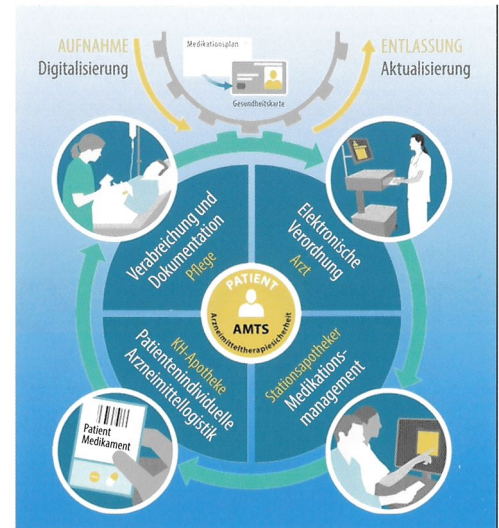 AUFNAHME
Digitalisierung
Medikationsplan
Gesundheitskarte
ENTLASSUNG
Aktualisierung
Verabreichung und
Dokumentation
Pflege
Elektronische
Verordnung
Arzt
PATIENT
AMTS
Arzneimitteltherapiesicherheit
KH-Apotheke
Patientenindividuelle
Arzneimittellogistik
Stationsapotheker
Medikations-
management
Patient
Medikament